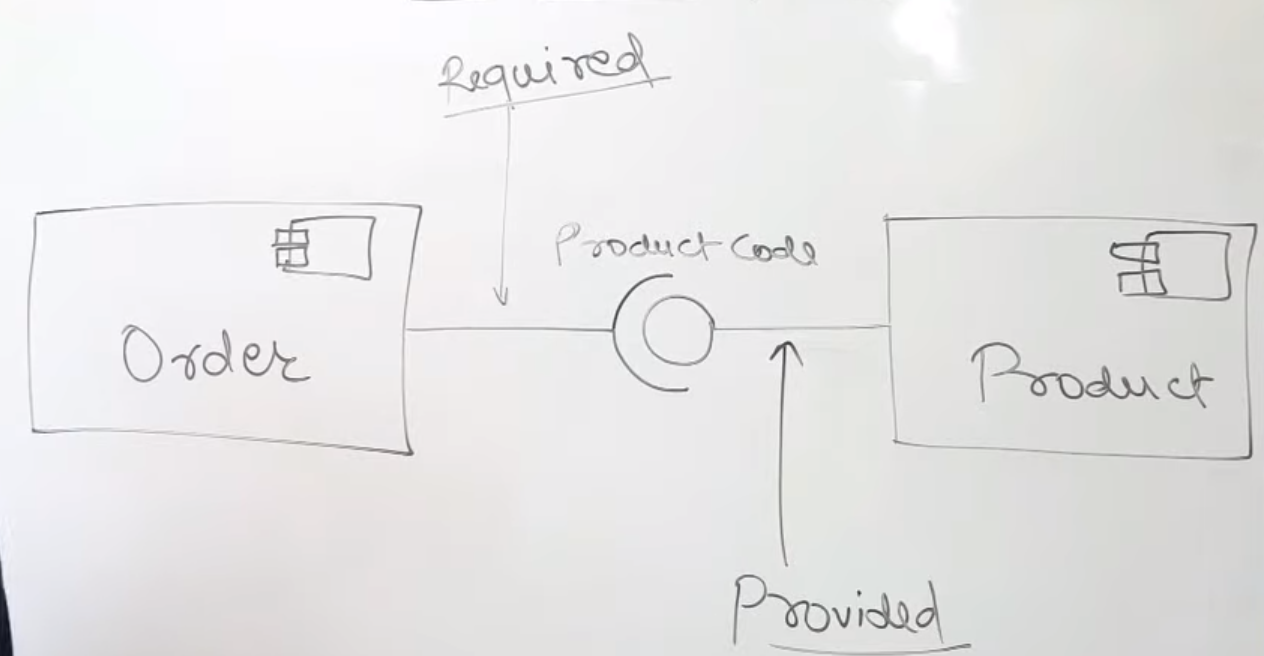 Required
Product Code
Order
Product
Provided